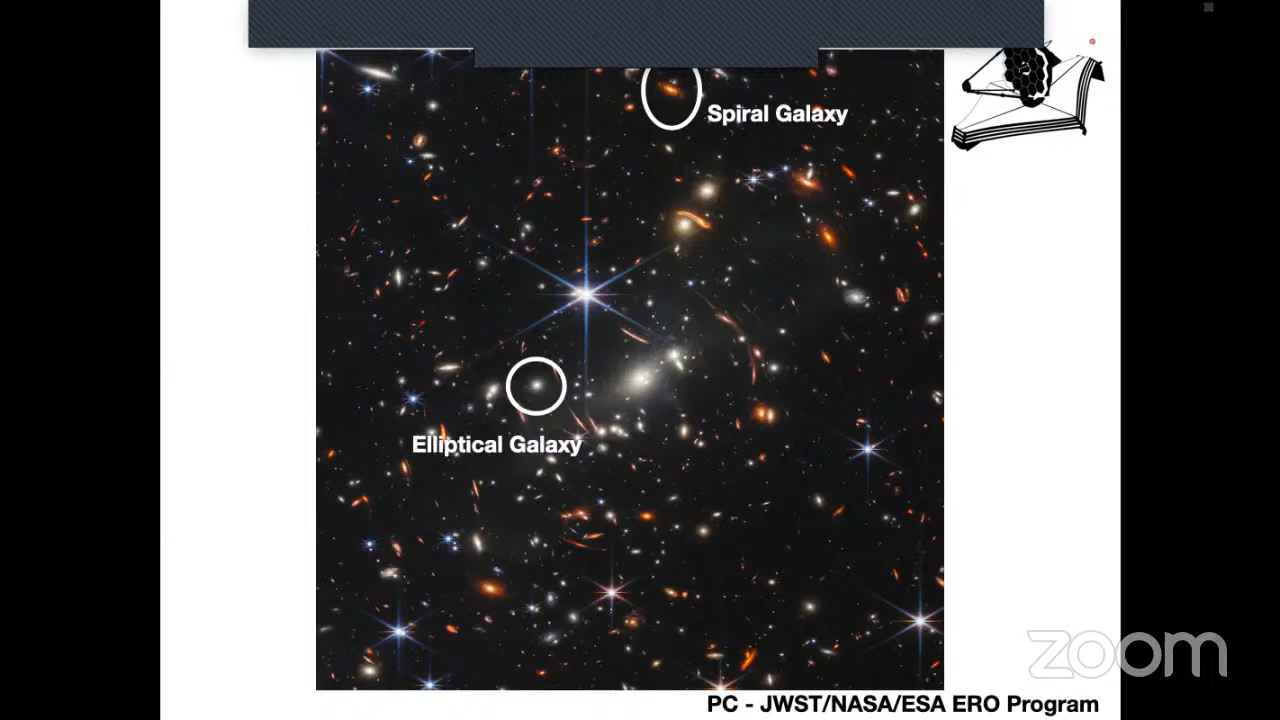 Spiral Galaxy
Elliptical Galaxy
zoom
PC - JWST/NASA/ESA ERO Program